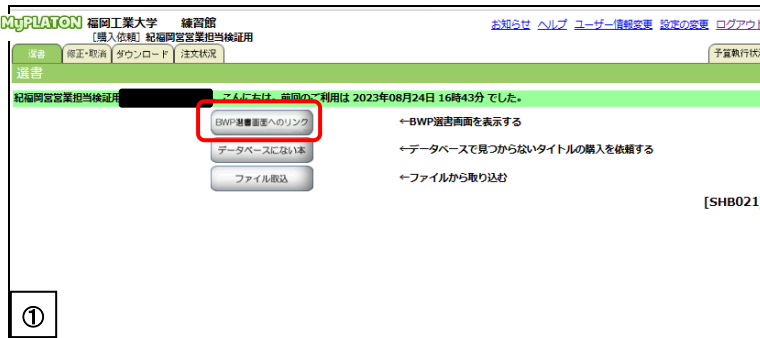 MyPLATON 福岡工業大学 練習館
[購入依頼] 紀福岡営営業担当検証用
お知らせ ヘルプ ユーザー情報変更 設定の変更 ログアウト
選書 修正・取消 ダウンロード 注文状況 予算執行状
選書
紀福岡営営業担当検証用 こんにちは。前回のご利用は 2023年08月24日 16時43分 でした。
BWP選書画面へのリンク ←BWP選書画面を表示する
データベースにない本 ←データベースで見つからないタイトルの購入を依頼する
ファイル取込 ←ファイルから取り込む
[SHB021
①